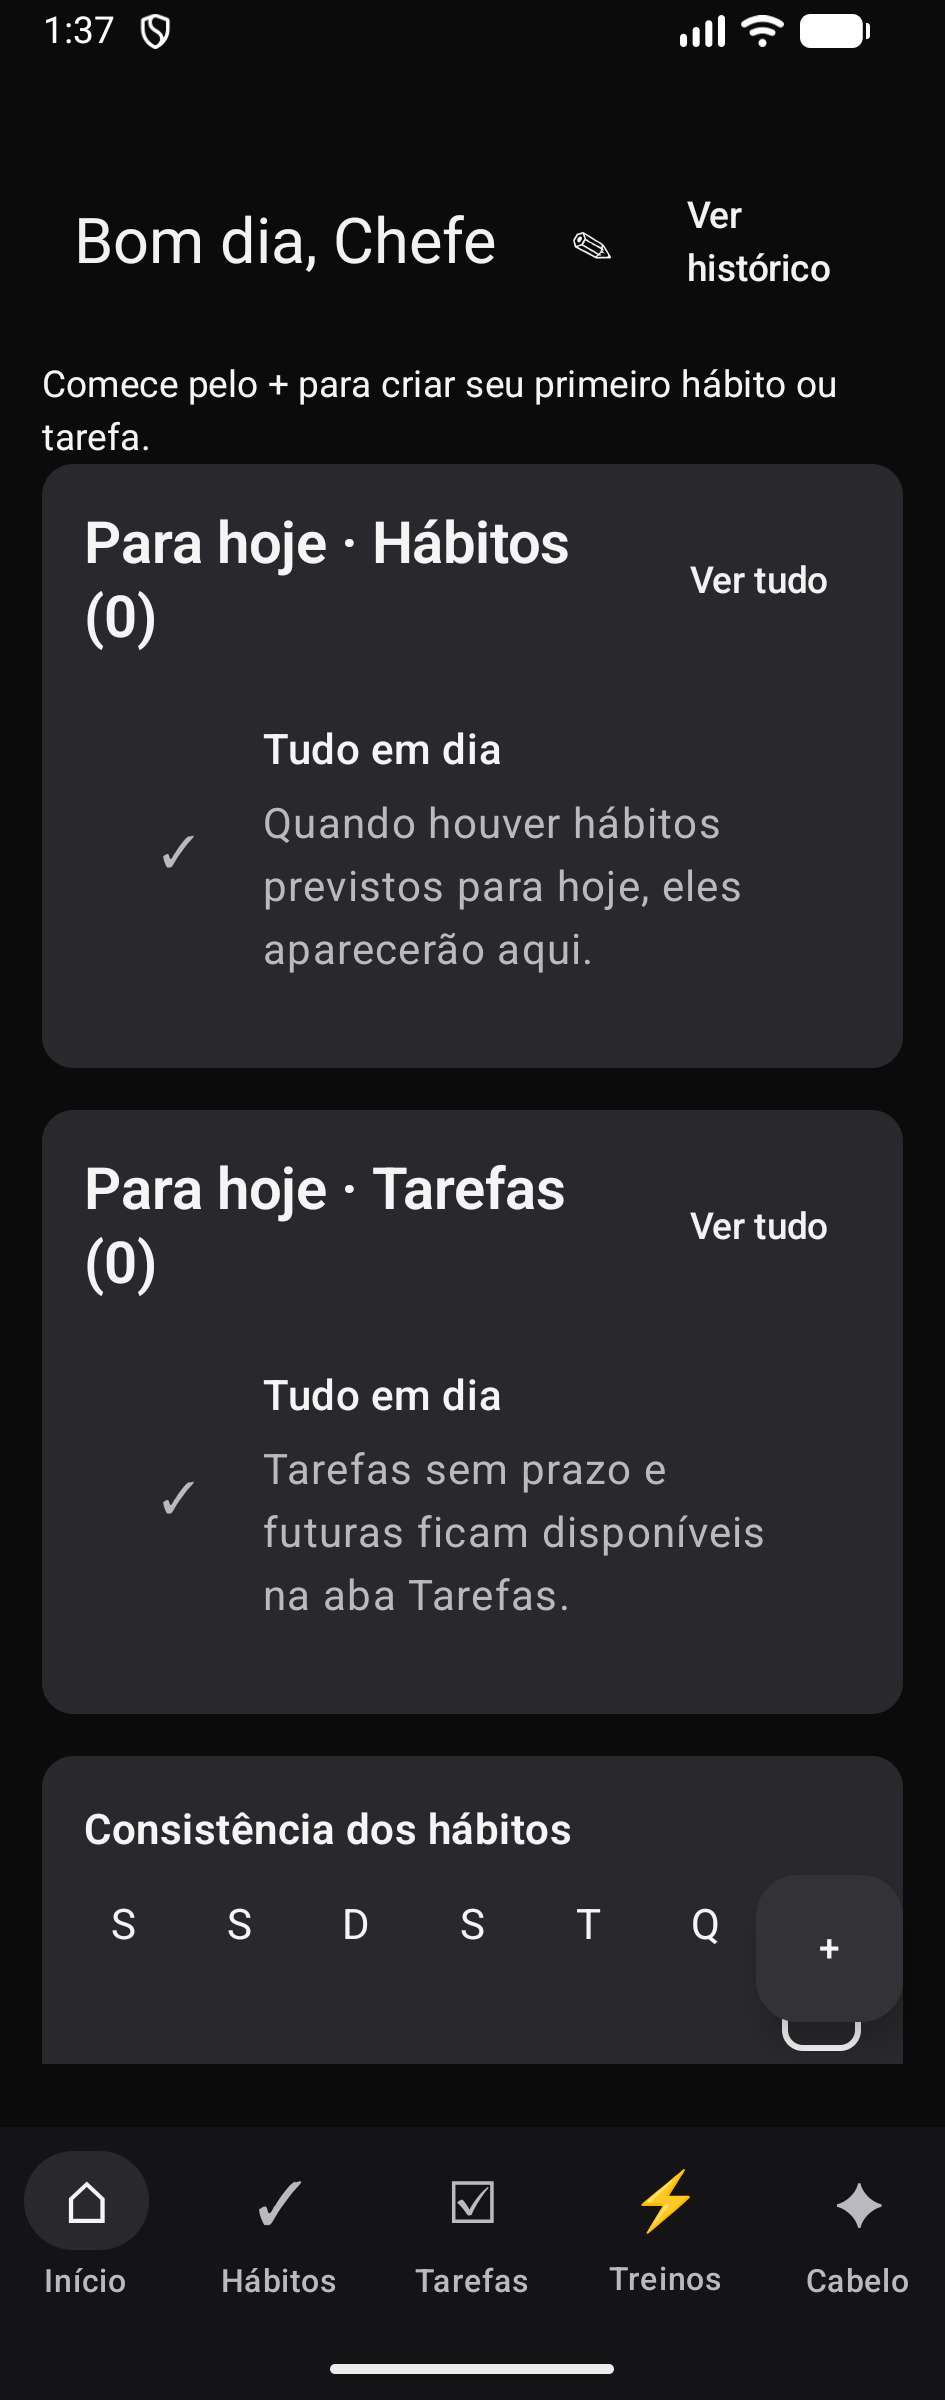 1:37
Bom dia, Chefe ✎
Ver
histórico
Comece pelo + para criar seu primeiro hábito ou
tarefa.
Para hoje · Hábitos
(0)
Ver tudo
Tudo em dia
✓
Quando houver hábitos
previstos para hoje, eles
aparecerão aqui.
Para hoje · Tarefas
(0)
Ver tudo
Tudo em dia
✓
Tarefas sem prazo e
futuras ficam disponíveis
na aba Tarefas.
Consistência dos hábitos
S S D S T Q
+
Início Hábitos Tarefas Treinos Cabelo